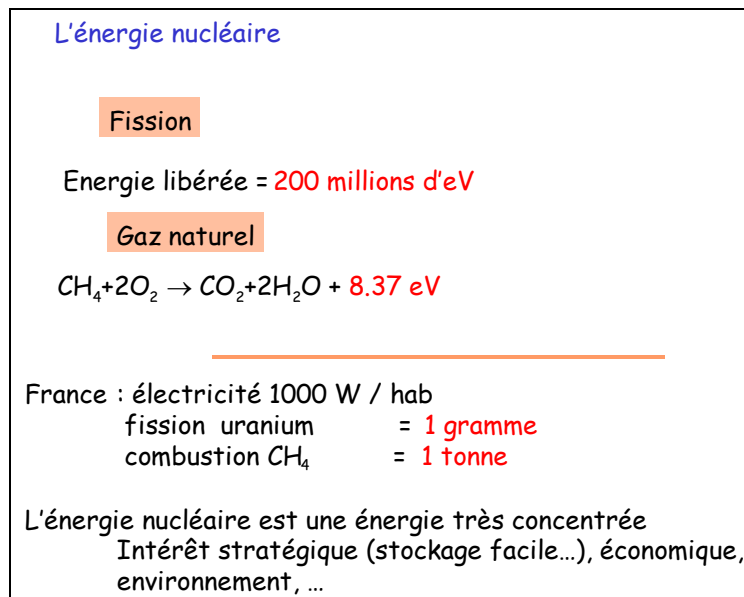 L'énergie nucléaire
Fission
Energie libérée = 200 millions d'eV
Gaz naturel
CH₄+2O₂ → CO₂+2H₂O + 8.37 eV
France : électricité 1000 W / hab
fission uranium = 1 gramme
combustion CH₄ = 1 tonne
L'énergie nucléaire est une énergie très concentrée
Intérêt stratégique (stockage facile…), économique,
environnement, …